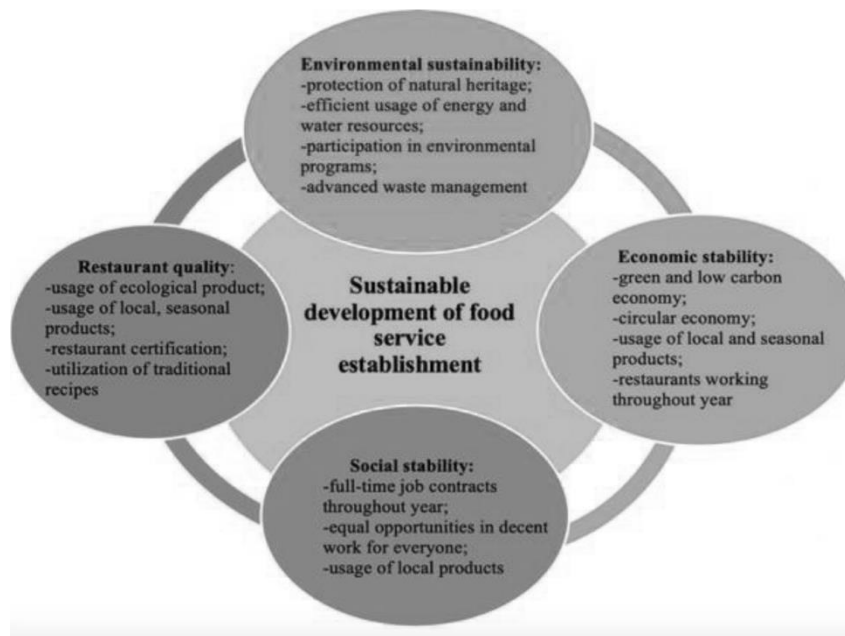 Environmental sustainability:
-protection of natural heritage;
-efficient usage of energy and
water resources;
-participation in environmental
programs;
-advanced waste management
Restaurant quality:
-usage of ecological product;
-usage of local, seasonal
products;
-restaurant certification;
-utilization of traditional
recipes
Sustainable
development of food
service
establishment
Economic stability:
-green and low carbon
economy;
-circular economy;
-usage of local and seasonal
products;
-restaurants working
throughout year
Social stability:
-full-time job contracts
throughout year;
-equal opportunities in decent
work for everyone;
-usage of local products